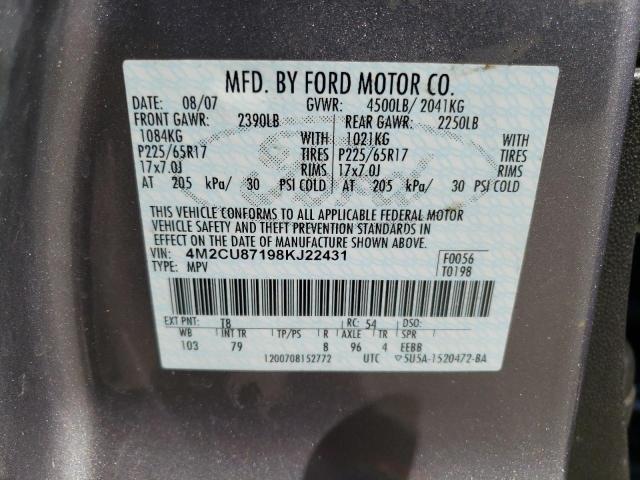 MFD. BY FORD MOTOR CO.
DATE: 08/07 GVWR: 4500LB/ 2041KG
FRONT GAWR: 2390LB REAR GAWR: 2250LB
1084KG WITH 1021KG WITH
P225/65R17 TIRES P225/65R17 TIRES
17x7.0J RIMS 17x7.0J RIMS
AT 205 kPa/ 30 PSI COLD AT 205 kPa/ 30 PSI COLD
THIS VEHICLE CONFORMS TO ALL APPLICABLE FEDERAL MOTOR
VEHICLE SAFETY AND THEFT PREVENTION STANDARDS IN
EFFECT ON THE DATE OF MANUFACTURE SHOWN ABOVE.
VIN: 4M2CU87198KJ22431 F0056
TYPE: MPV T0198
EXT PNT: T8 RC: 54 DSO:
WB INT TR TP/PS R AXLE TR SPR
103 79 8 96 4 EEBB
1200708152772 UTC 5U5A-1520472-BA